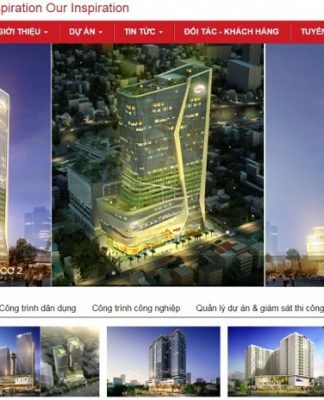 piration Our Inspiration
GIỚI THIỆU DỰ ÁN TIN TỨC ĐỐI TÁC - KHÁCH HÀNG TUYỂN
CO 2
Công trình dân dụng Công trình công nghiệp Quản lý dự án & giám sát thi công